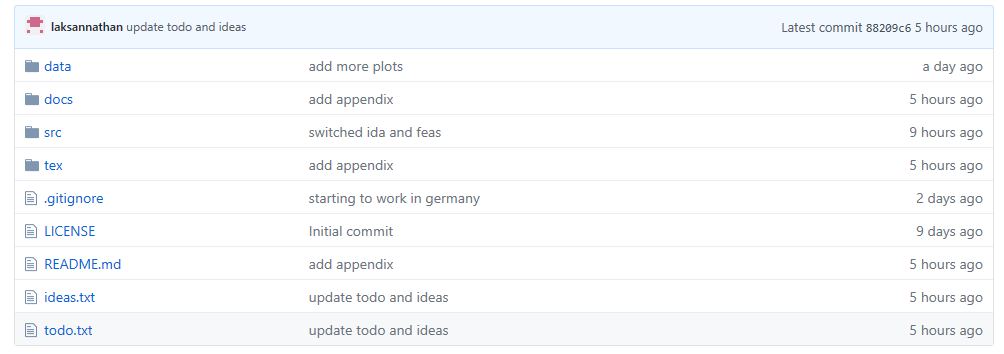 laksannathan update todo and ideas Latest commit 88209c6 5 hours ago
data add more plots a day ago
docs add appendix 5 hours ago
src switched ida and feas 9 hours ago
tex add appendix 5 hours ago
.gitignore starting to work in germany 2 days ago
LICENSE Initial commit 9 days ago
README.md add appendix 5 hours ago
ideas.txt update todo and ideas 5 hours ago
todo.txt update todo and ideas 5 hours ago